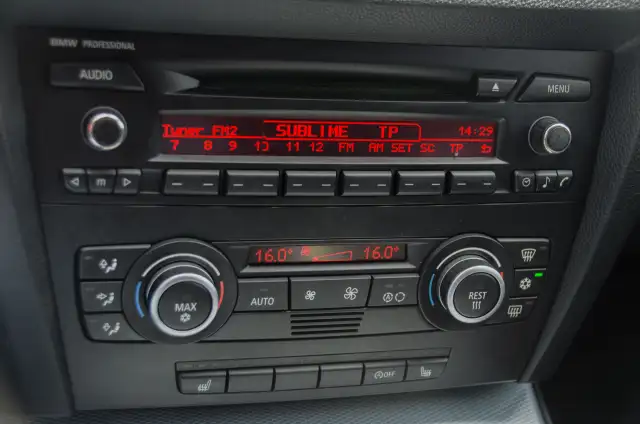 BMW PROFESSIONAL
AUDIO
MENU
Tuner FM2 SUBLIME TP 14:29
7 8 9 10 11 12 FM AM SET SC TP
m
16.0° 16.0°
MAX
AUTO
A
REST
OFF